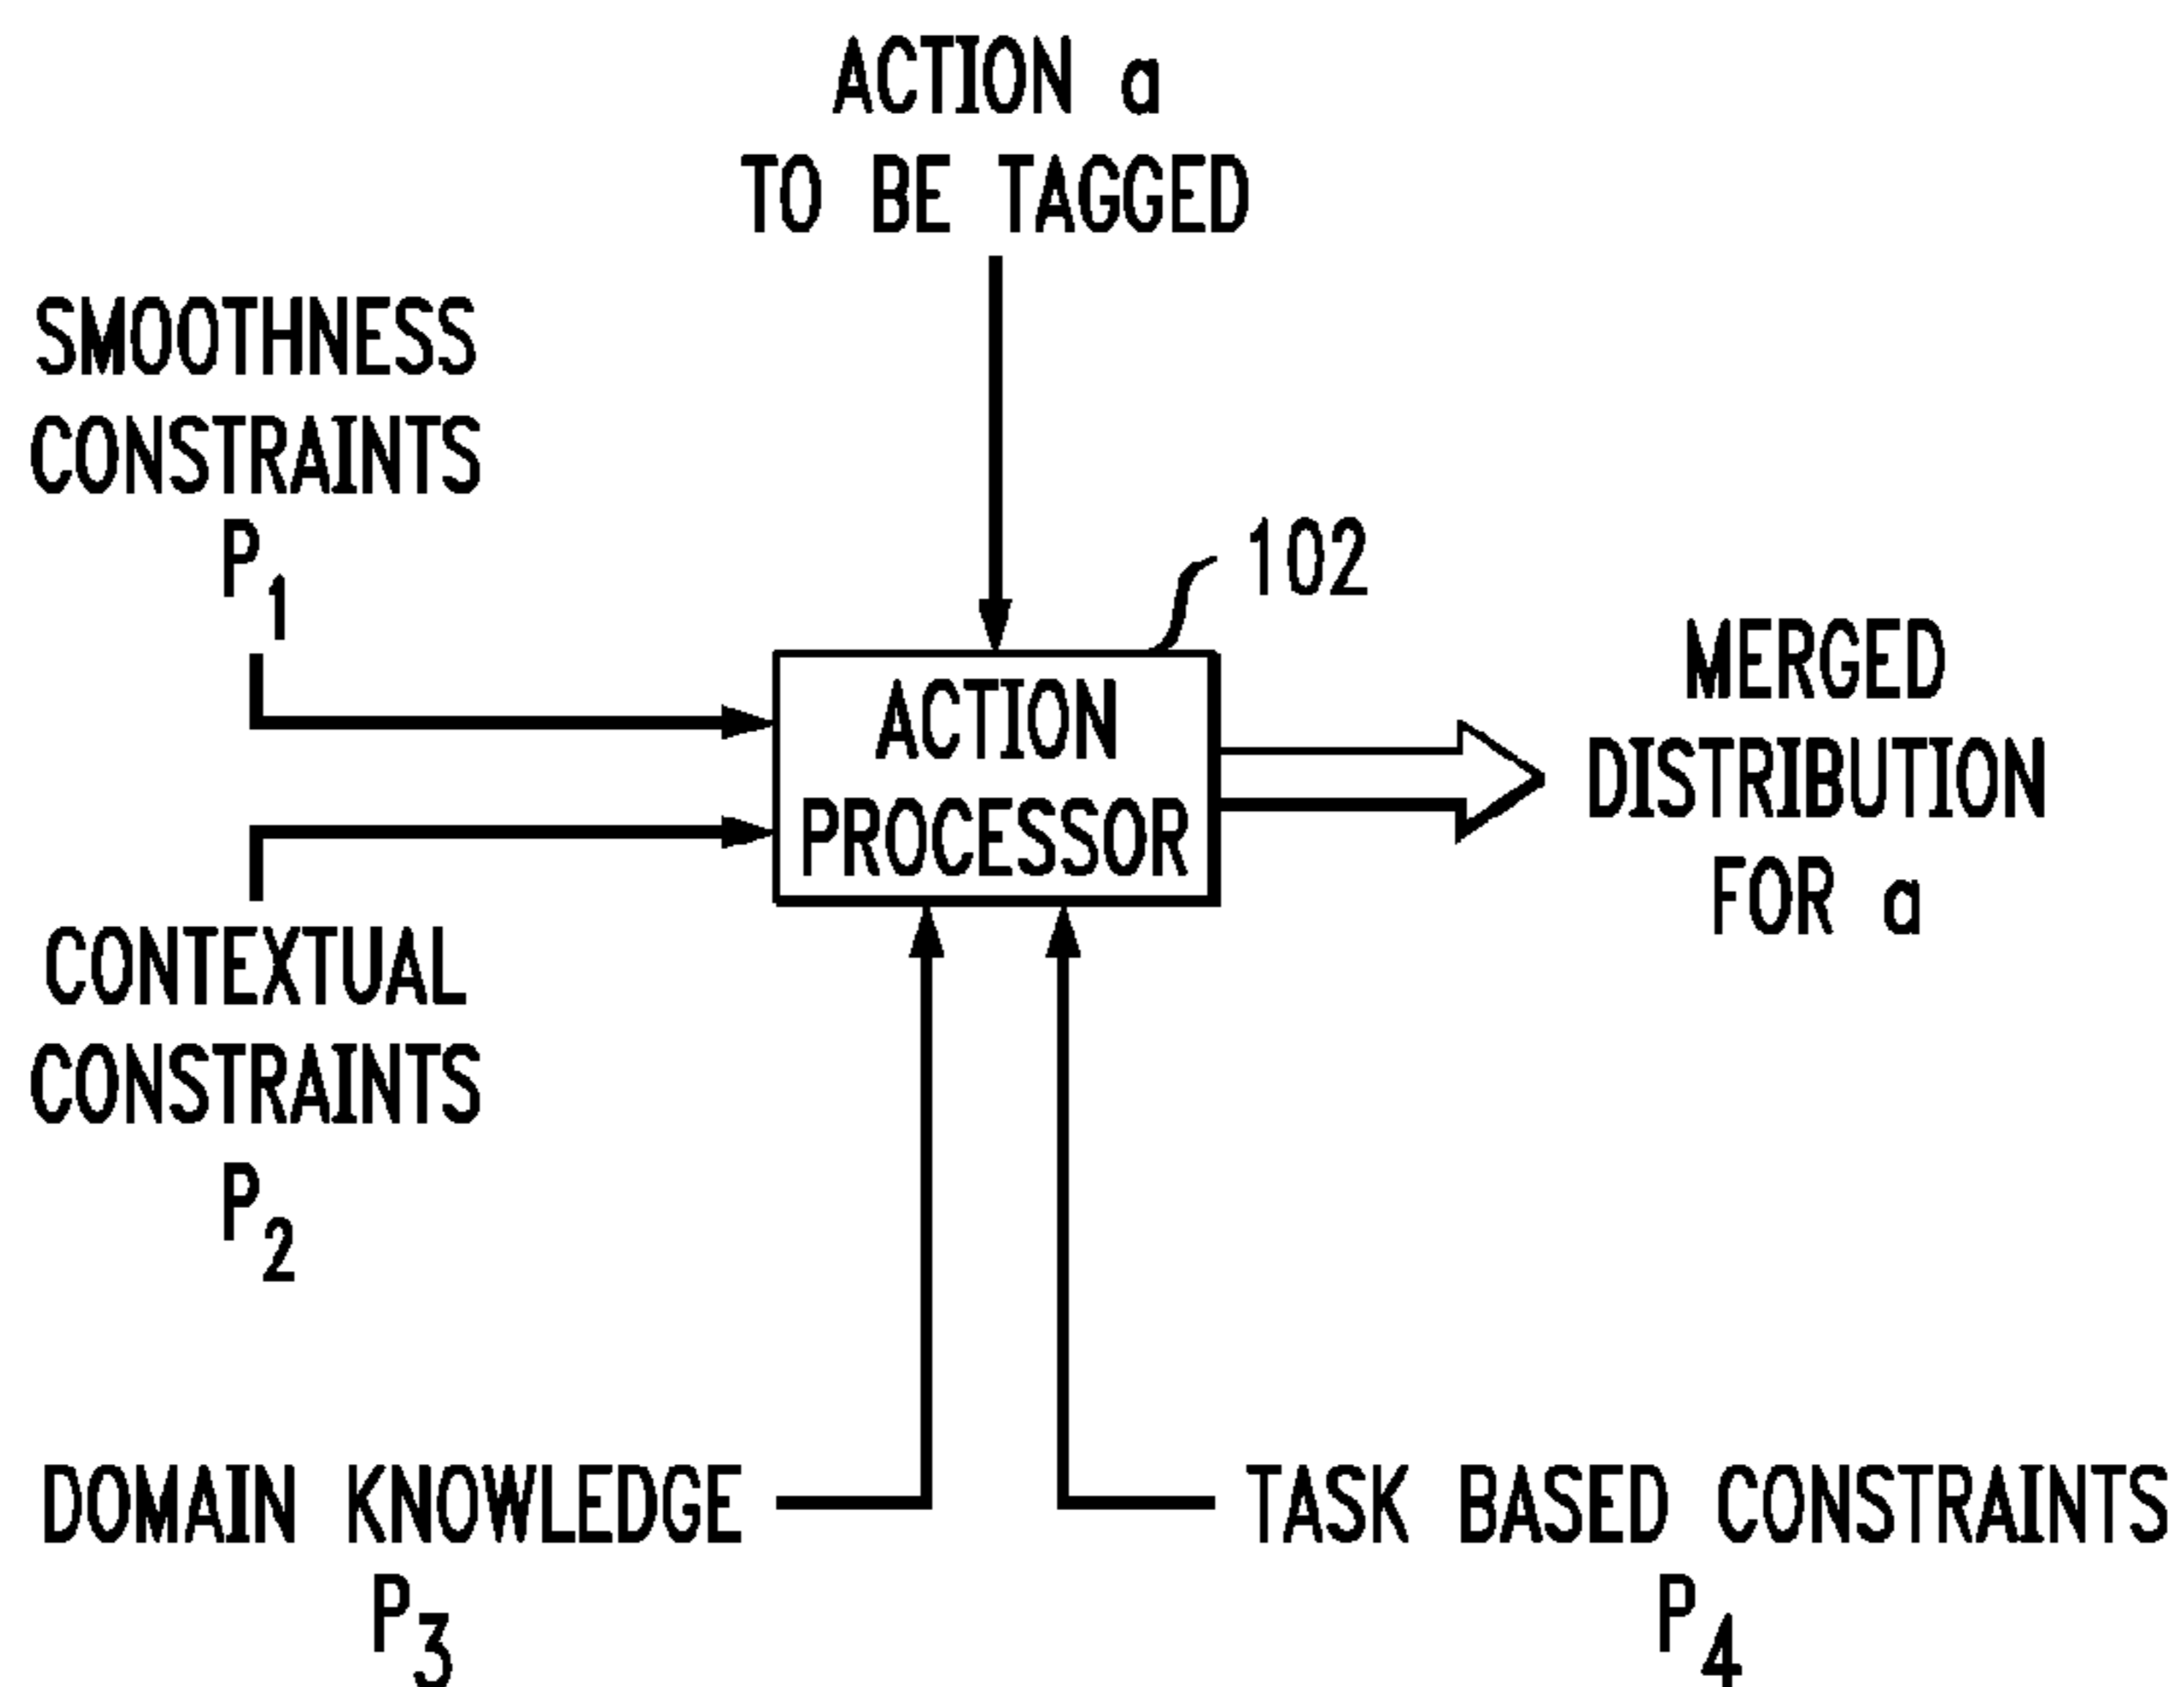 ACTION a
TO BE TAGGED
SMOOTHNESS
CONSTRAINTS
P1
102
ACTION
PROCESSOR
MERGED
DISTRIBUTION
FOR a
CONTEXTUAL
CONSTRAINTS
P2
DOMAIN KNOWLEDGE
P3
TASK BASED CONSTRAINTS
P4